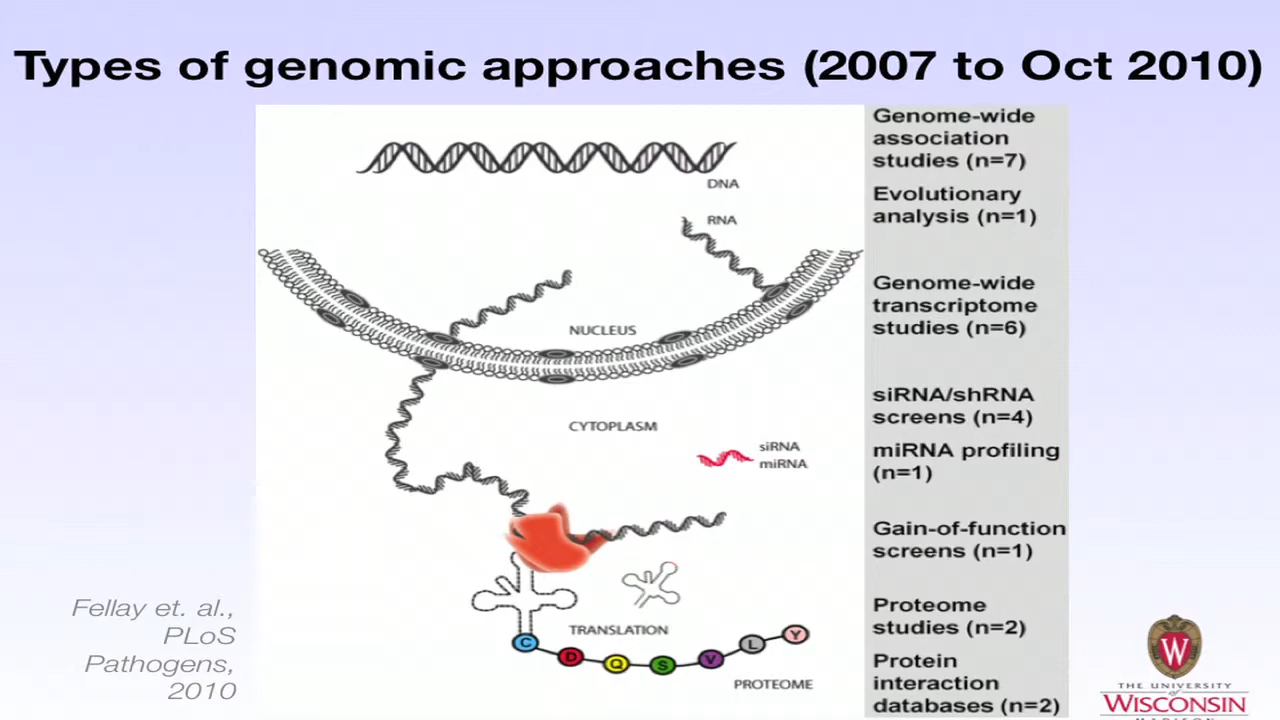 Types of genomic approaches (2007 to Oct 2010)
DNA
RNA
NUCLEUS
CYTOPLASM
siRNA
miRNA
TRANSLATION
C
D
Q
S
V
L
Y
PROTEOME
Genome-wide
association
studies (n=7)
Evolutionary
analysis (n=1)
Genome-wide
transcriptome
studies (n=6)
siRNA/shRNA
screens (n=4)
miRNA profiling
(n=1)
Gain-of-function
screens (n=1)
Proteome
studies (n=2)
Protein
interaction
databases (n=2)
Fellay et. al.,
PLoS
Pathogens,
2010
W
THE UNIVERSITY
of
WISCONSIN
MADISON